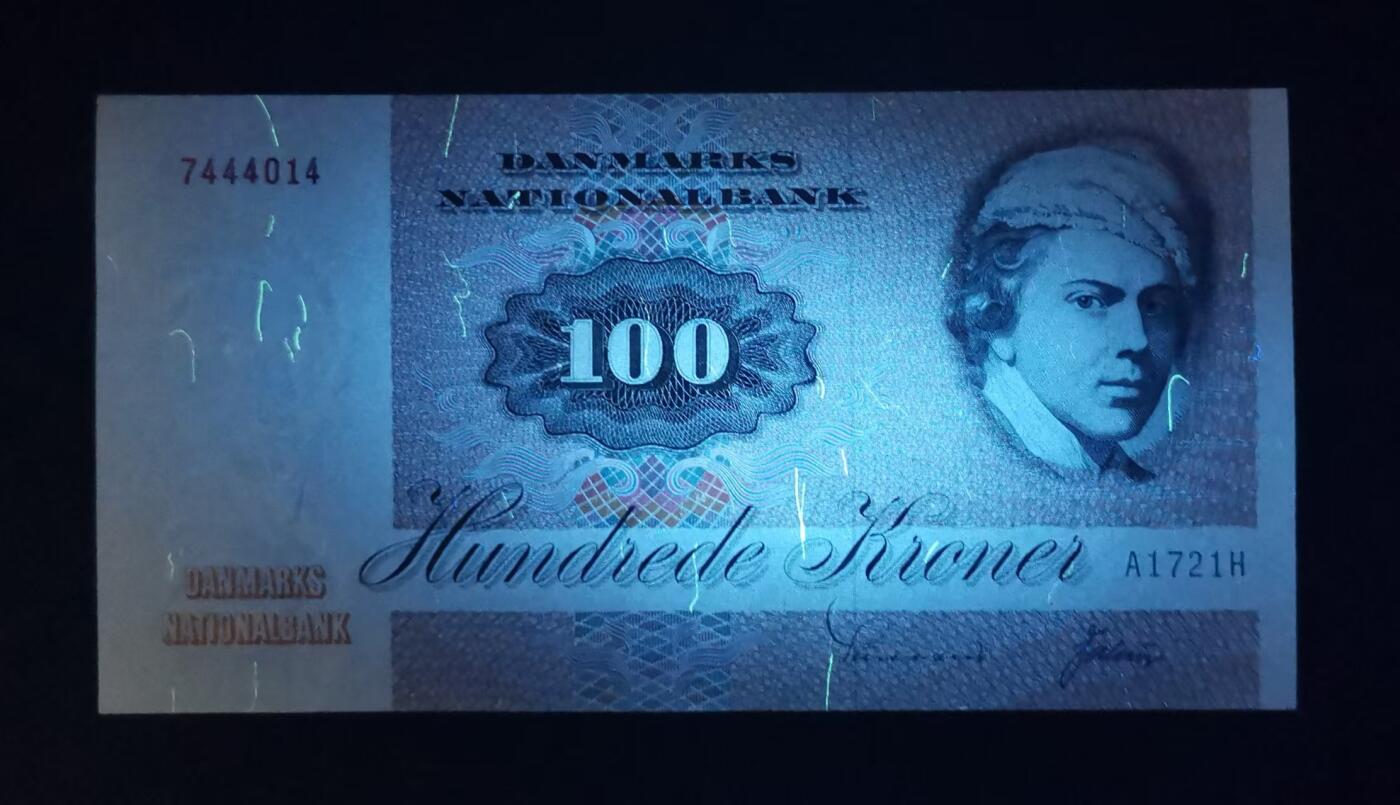 7444014
DANMARKS
NATIONALBANK
100
Hundrede Kroner
A1721H
DANMARKS
NATIONALBANK